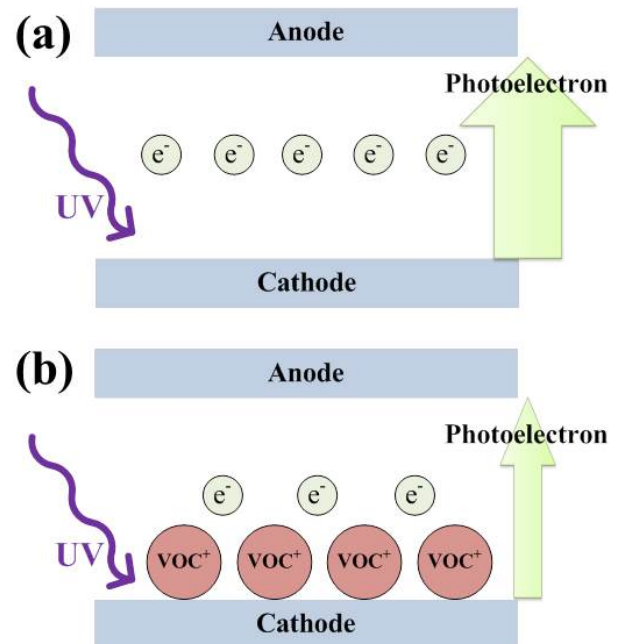 (a)
Anode
Photoelectron
e⁻ e⁻ e⁻ e⁻ e⁻
UV
Cathode
(b)
Anode
Photoelectron
e⁻ e⁻ e⁻
UV
VOC⁺ VOC⁺ VOC⁺ VOC⁺
Cathode